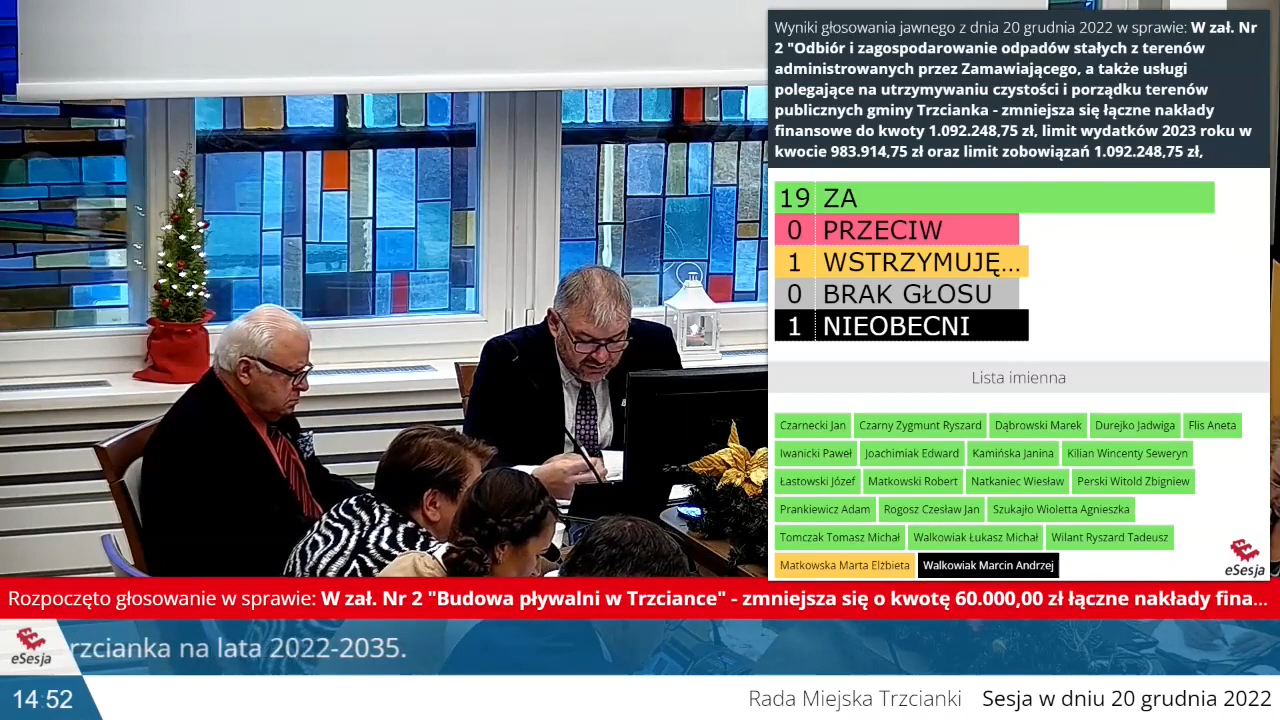 Wyniki głosowania jawnego z dnia 20 grudnia 2022 w sprawie: W zał. Nr
2 "Odbiór i zagospodarowanie odpadów stałych z terenów
administrowanych przez Zamawiającego, a także usługi
polegające na utrzymywaniu czystości i porządku terenów
publicznych gminy Trzcianka - zmniejsza się łączne nakłady
finansowe do kwoty 1.092.248,75 zł, limit wydatków 2023 roku w
kwocie 983.914,75 zł oraz limit zobowiązań 1.092.248,75 zł,
19 ZA
0 PRZECIW
1 WSTRZYMUJĘ...
0 BRAK GŁOSU
1 NIEOBECNI
Lista imienna
Czarnecki Jan Czarny Zygmunt Ryszard Dąbrowski Marek Durejko Jadwiga Flis Aneta
Iwanicki Paweł Joachimiak Edward Kamińska Janina Kilian Wincenty Seweryn
Łastowski Józef Matkowski Robert Natkaniec Wiesław Perski Witold Zbigniew
Prankiewicz Adam Rogosz Czesław Jan Szukajło Wioletta Agnieszka
Tomczak Tomasz Michał Walkowiak Łukasz Michał Wilant Ryszard Tadeusz
Matkowska Marta Elżbieta Walkowiak Marcin Andrzej
eSesja
Rozpoczęto głosowanie w sprawie: W zał. Nr 2 "Budowa pływalni w Trzciance" - zmniejsza się o kwotę 60.000,00 zł łączne nakłady fina...
eSesja rzcianka na lata 2022-2035.
14:52 Rada Miejska Trzcianki Sesja w dniu 20 grudnia 2022